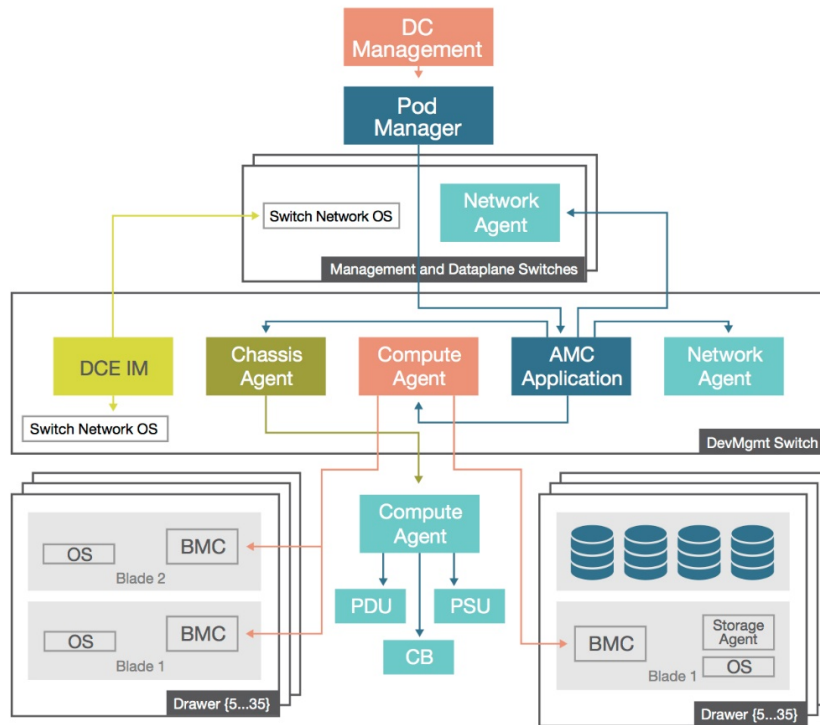 DC
Management
Pod
Manager
Switch Network OS
Network
Agent
Management and Dataplane Switches
DCE IM
Chassis
Agent
Compute
Agent
AMC
Application
Network
Agent
Switch Network OS
DevMgmt Switch
OS
BMC
Blade 2
OS
BMC
Blade 1
Drawer {5...35}
Compute
Agent
PDU
PSU
CB
BMC
Storage
Agent
OS
Blade 1
Drawer {5...35}